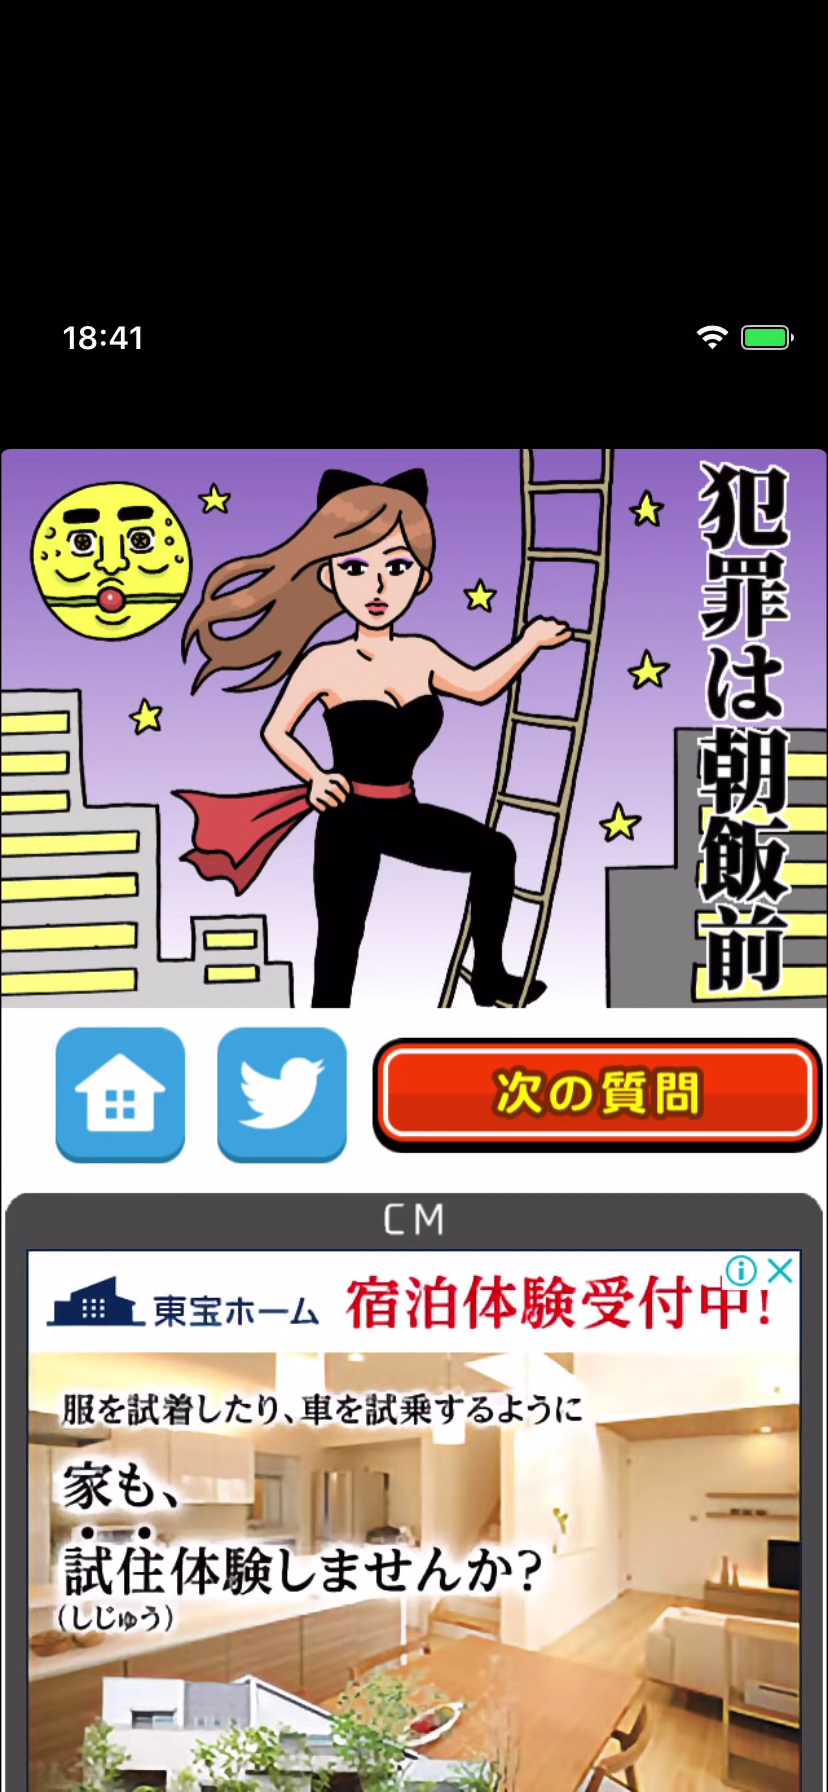 18:41
犯罪は朝飯前
次の質問
CM
東宝ホーム
宿泊体験受付中!
服を試着したり、車を試乗するように
家も、
試住体験しませんか?
(しじゅう)